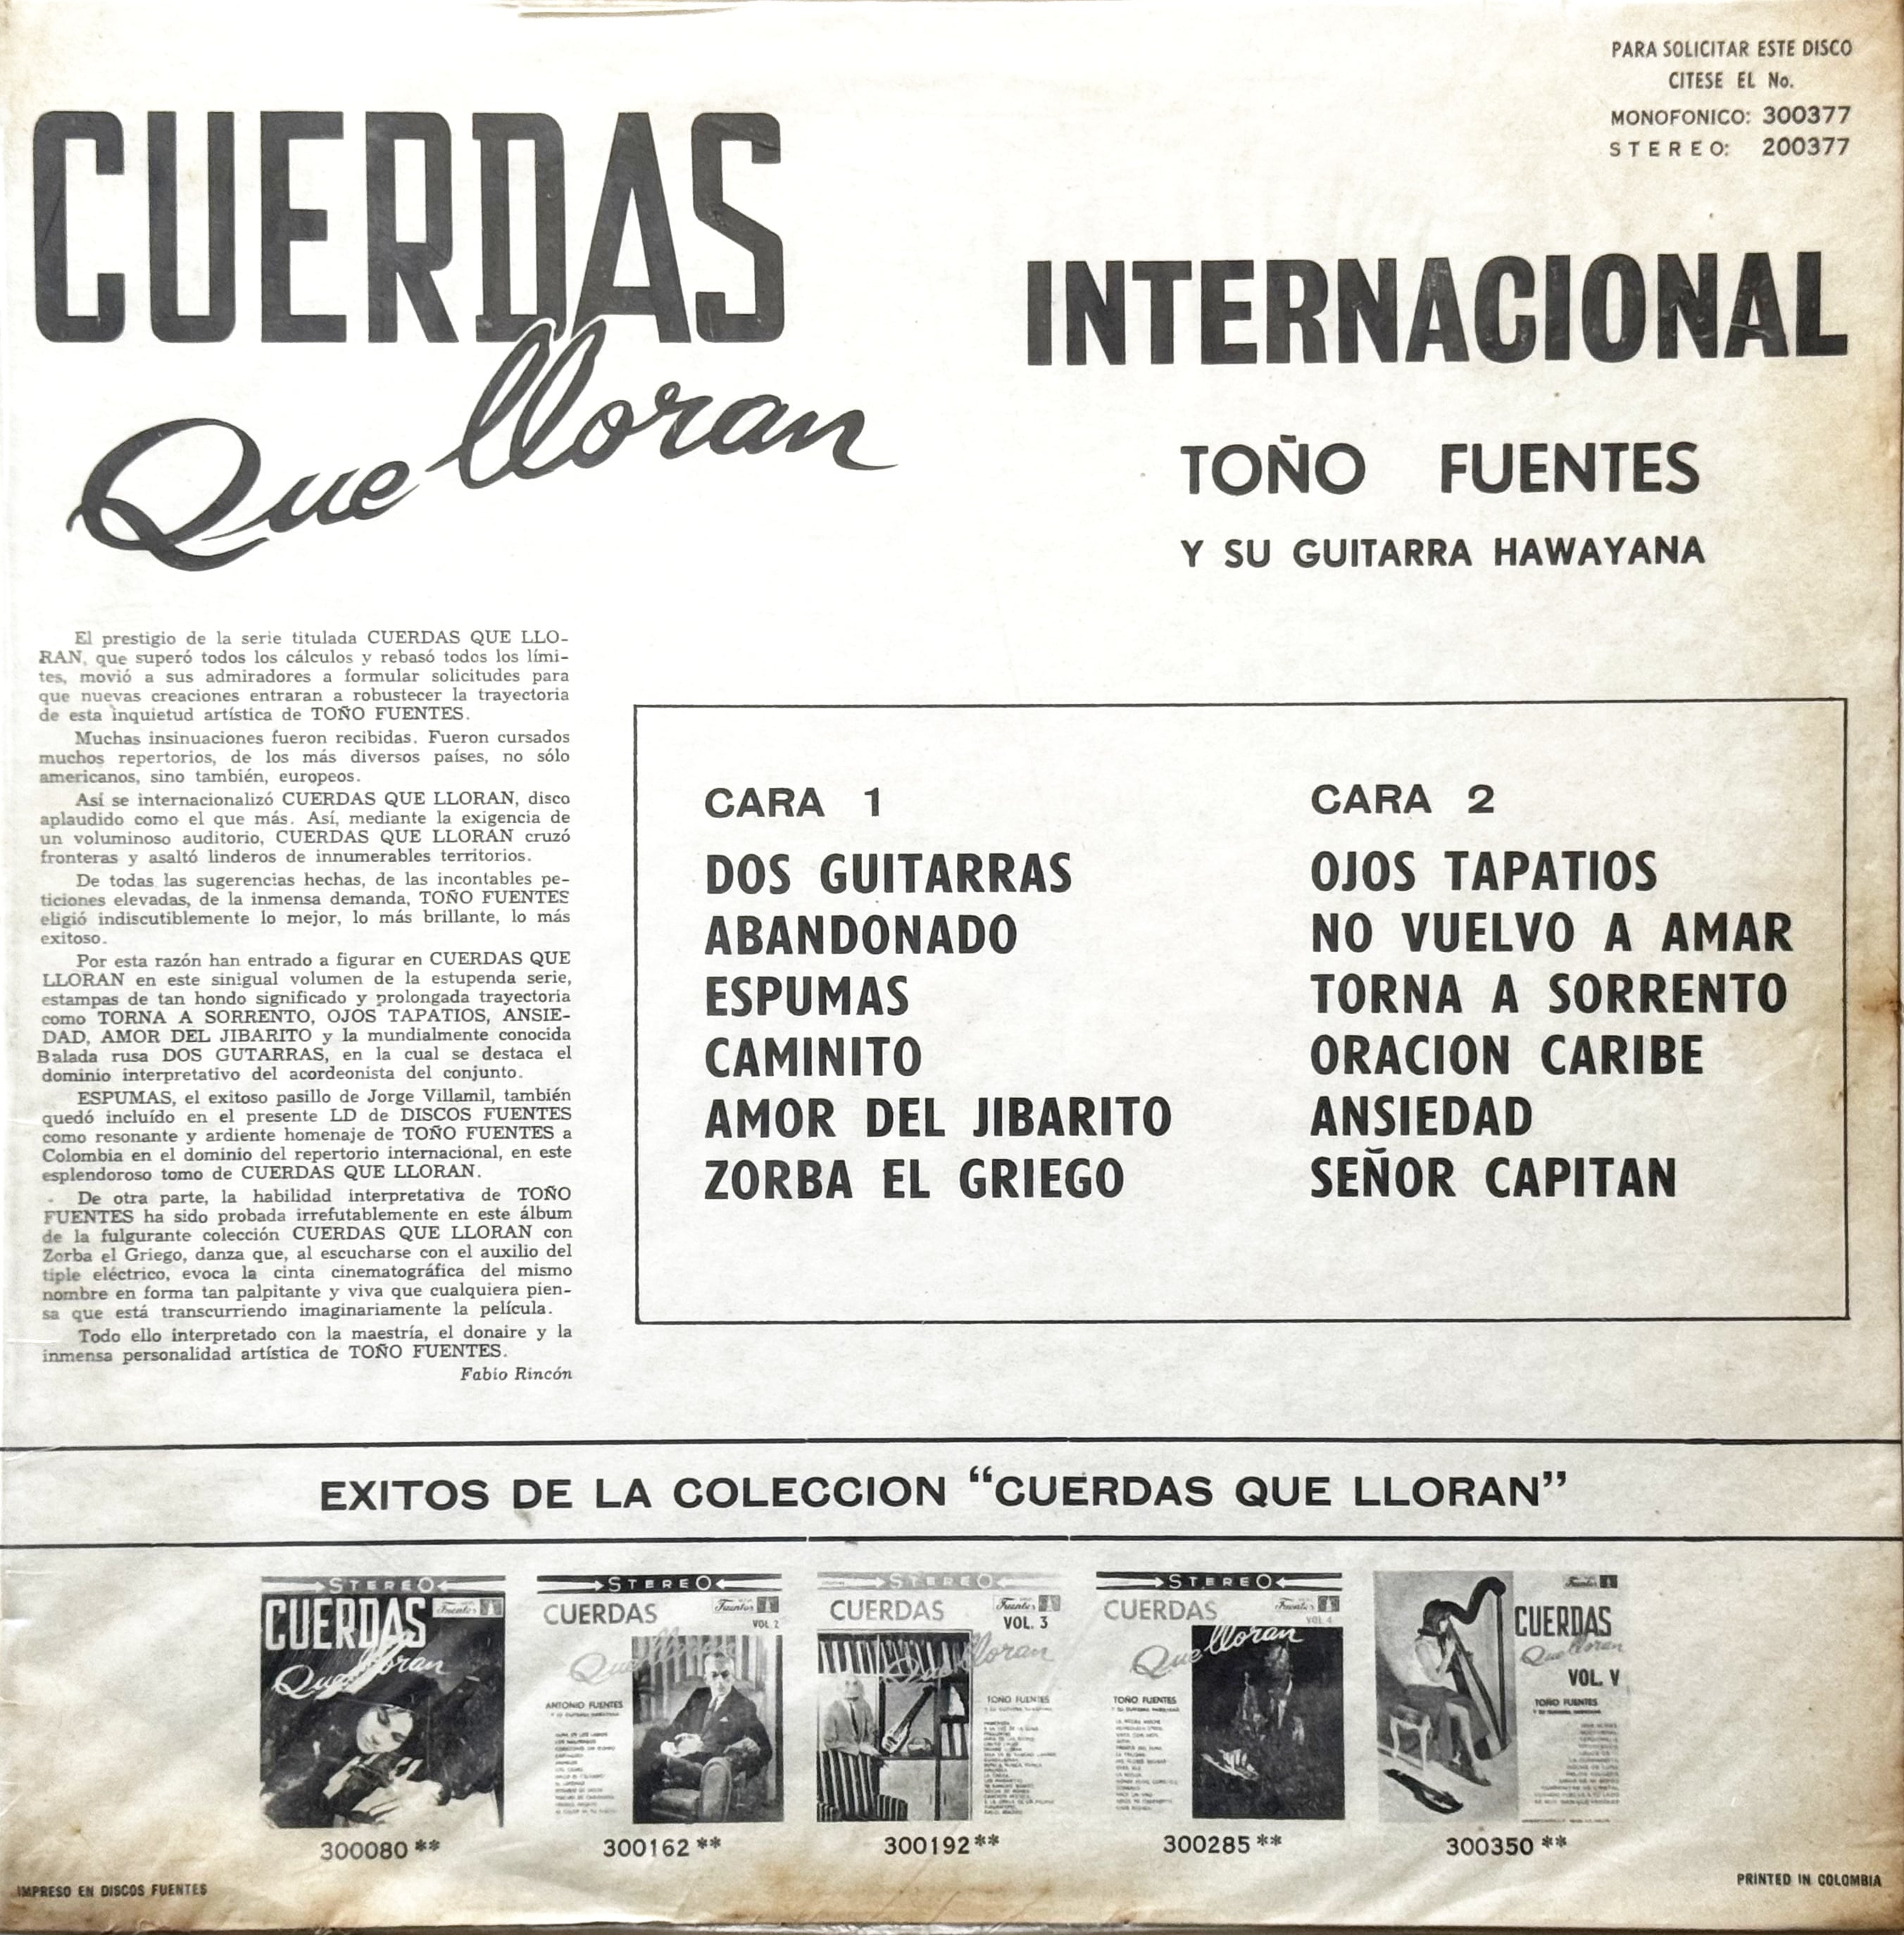 PARA SOLICITAR ESTE DISCO
CITESE EL No.
MONOFONICO: 300377
STEREO: 200377
CUERDAS
Que lloran
INTERNACIONAL
TOÑO FUENTES
Y SU GUITARRA HAWAYANA
El prestigio de la serie titulada CUERDAS QUE LLO-
RAN, que superó todos los cálculos y rebasó todos los lími-
tes, movió a sus admiradores a formular solicitudes para
que nuevas creaciones entraran a robustecer la trayectoria
de esta inquietud artística de TOÑO FUENTES.
Muchas insinuaciones fueron recibidas. Fueron cursados
muchos repertorios, de los más diversos países, no sólo
americanos, sino también, europeos.
Así se internacionalizó CUERDAS QUE LLORAN, disco
aplaudido como el que más. Así, mediante la exigencia de
un voluminoso auditorio, CUERDAS QUE LLORAN cruzó
fronteras y asaltó linderos de innumerables territorios.
De todas las sugerencias hechas, de las incontables pe-
ticiones elevadas, de la inmensa demanda, TOÑO FUENTES
eligió indiscutiblemente lo mejor, lo más brillante, lo más
exitoso.
Por esta razón han entrado a figurar en CUERDAS QUE
LLORAN en este sinigual volumen de la estupenda serie,
estampas de tan hondo significado y prolongada trayectoria
como TORNA A SORRENTO, OJOS TAPATIOS, ANSIE-
DAD, AMOR DEL JIBARITO y la mundialmente conocida
Balada rusa DOS GUTARRAS, en la cual se destaca el
dominio interpretativo del acordeonista del conjunto.
ESPUMAS, el exitoso pasillo de Jorge Villamil, también
quedó incluído en el presente LD de DISCOS FUENTES
como resonante y ardiente homenaje de TOÑO FUENTES a
Colombia en el dominio del repertorio internacional, en este
esplendoroso tomo de CUERDAS QUE LLORAN.
De otra parte, la habilidad interpretativa de TOÑO
FUENTES ha sido probada irrefutablemente en este álbum
de la fulgurante colección CUERDAS QUE LLORAN con
Zorba el Griego, danza que, al escucharse con el auxilio del
tiple eléctrico, evoca la cinta cinematográfica del mismo
nombre en forma tan palpitante y viva que cualquiera pien-
sa que está transcurriendo imaginariamente la película.
Todo ello interpretado con la maestría, el donaire y la
inmensa personalidad artística de TOÑO FUENTES.
Fabio Rincón
CARA 1
DOS GUITARRAS
ABANDONADO
ESPUMAS
CAMINITO
AMOR DEL JIBARITO
ZORBA EL GRIEGO
CARA 2
OJOS TAPATIOS
NO VUELVO A AMAR
TORNA A SORRENTO
ORACION CARIBE
ANSIEDAD
SEÑOR CAPITAN
EXITOS DE LA COLECCION "CUERDAS QUE LLORAN"
STEREO
CUERDAS
Fuentes
Que lloran
300080**
STEREO
CUERDAS
Fuentes
VOL. 2
Que lloran
ANTONIO FUENTES
300162**
STEREO
CUERDAS
Fuentes
VOL. 3
Que lloran
TOÑO FUENTES
300192**
STEREO
CUERDAS
Fuentes
VOL 4
Que lloran
TOÑO FUENTES
300285**
Fuentes
CUERDAS
Que lloran
VOL. V
TOÑO FUENTES
300350**
IMPRESO EN DISCOS FUENTES
PRINTED IN COLOMBIA